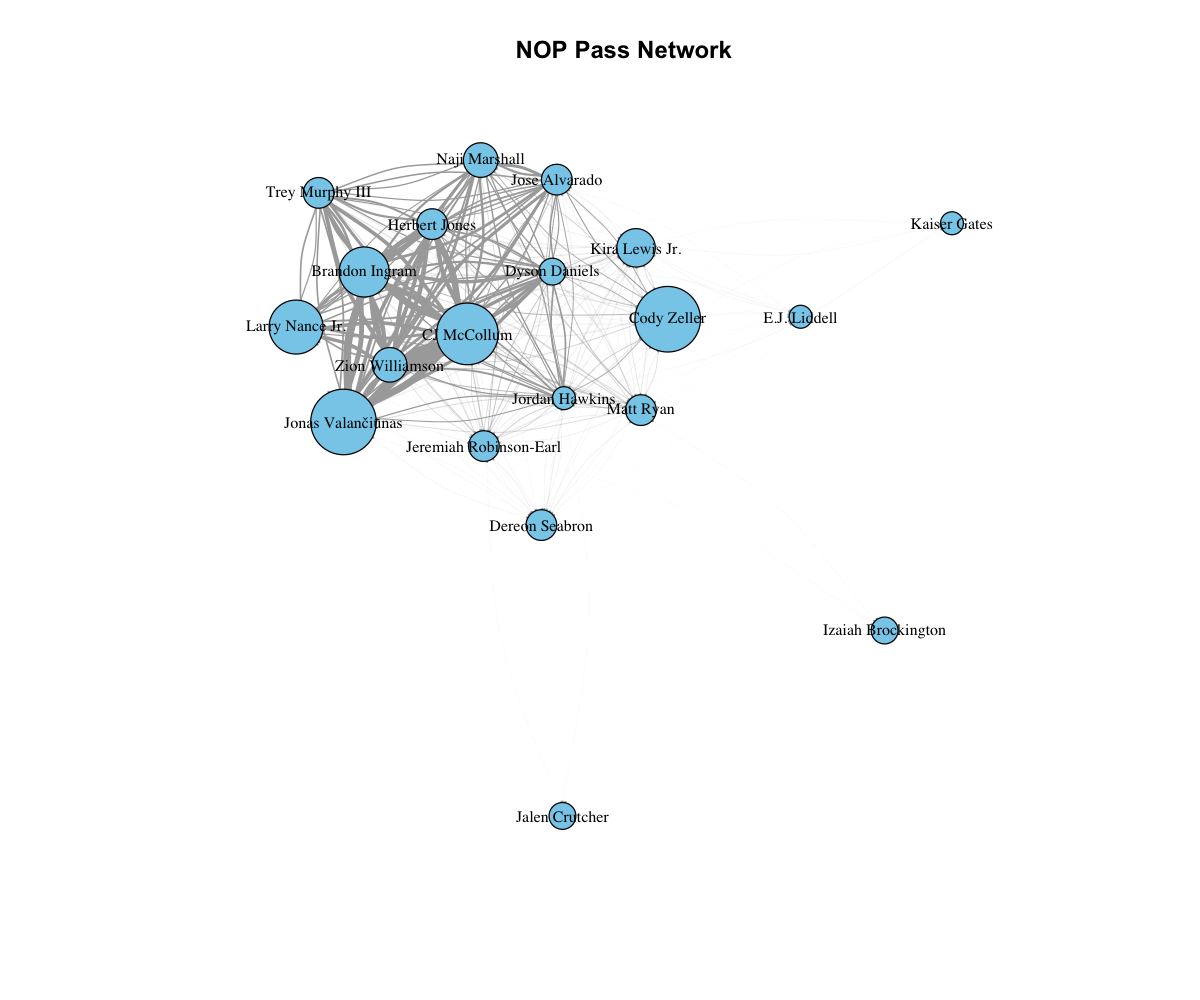 NOP Pass Network
Naji Marshall
Jose Alvarado
Trey Murphy III
Herbert Jones
Kaiser Gates
Kira Lewis Jr.
Brandon Ingram
Dyson Daniels
Larry Nance Jr.
CJ McCollum
Cody Zeller
E.J. Liddell
Zion Williamson
Jordan Hawkins
Matt Ryan
Jonas Valančiūnas
Jeremiah Robinson-Earl
Dereon Seabron
Izaiah Brockington
Jalen Crutcher